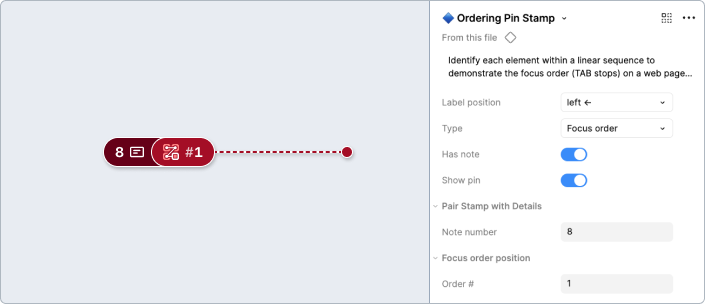 8 #1
Ordering Pin Stamp
From this file
Identify each element within a linear sequence to
demonstrate the focus order (TAB stops) on a web page...
Label position left ←
Type Focus order
Has note
Show pin
Pair Stamp with Details
Note number 8
Focus order position
Order # 1